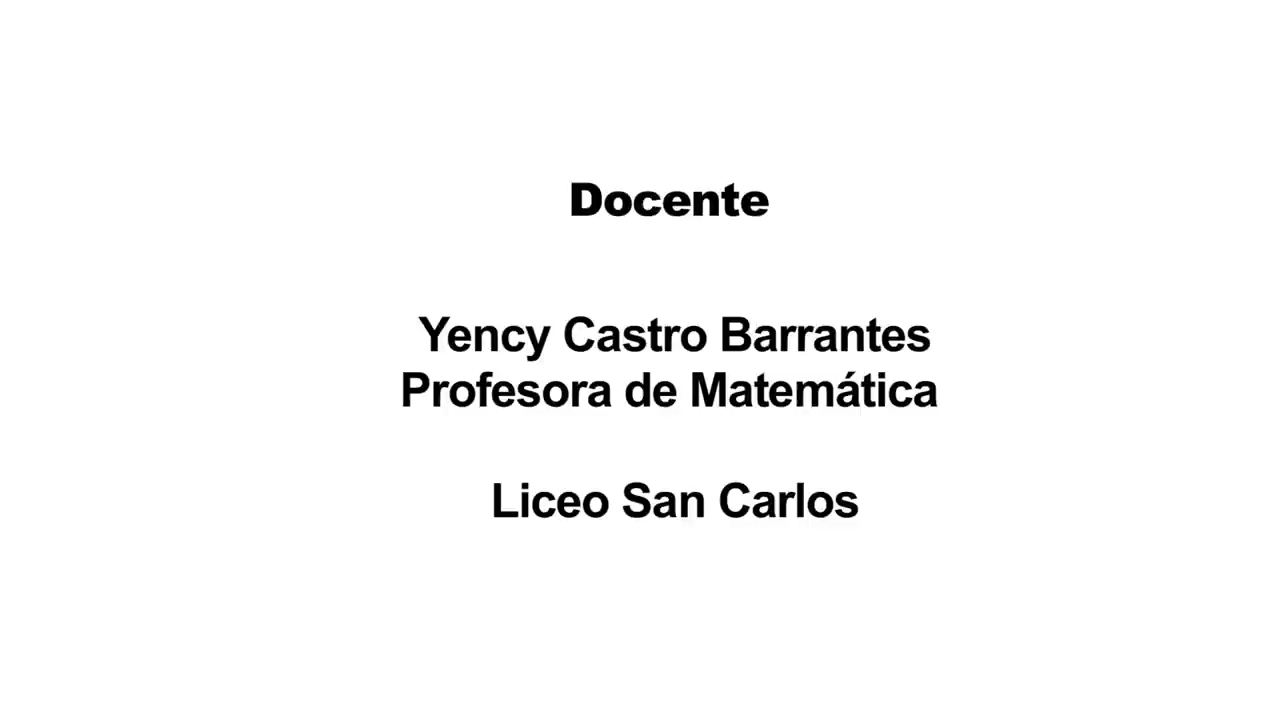 Docente
Yency Castro Barrantes
Profesora de Matemática
Liceo San Carlos